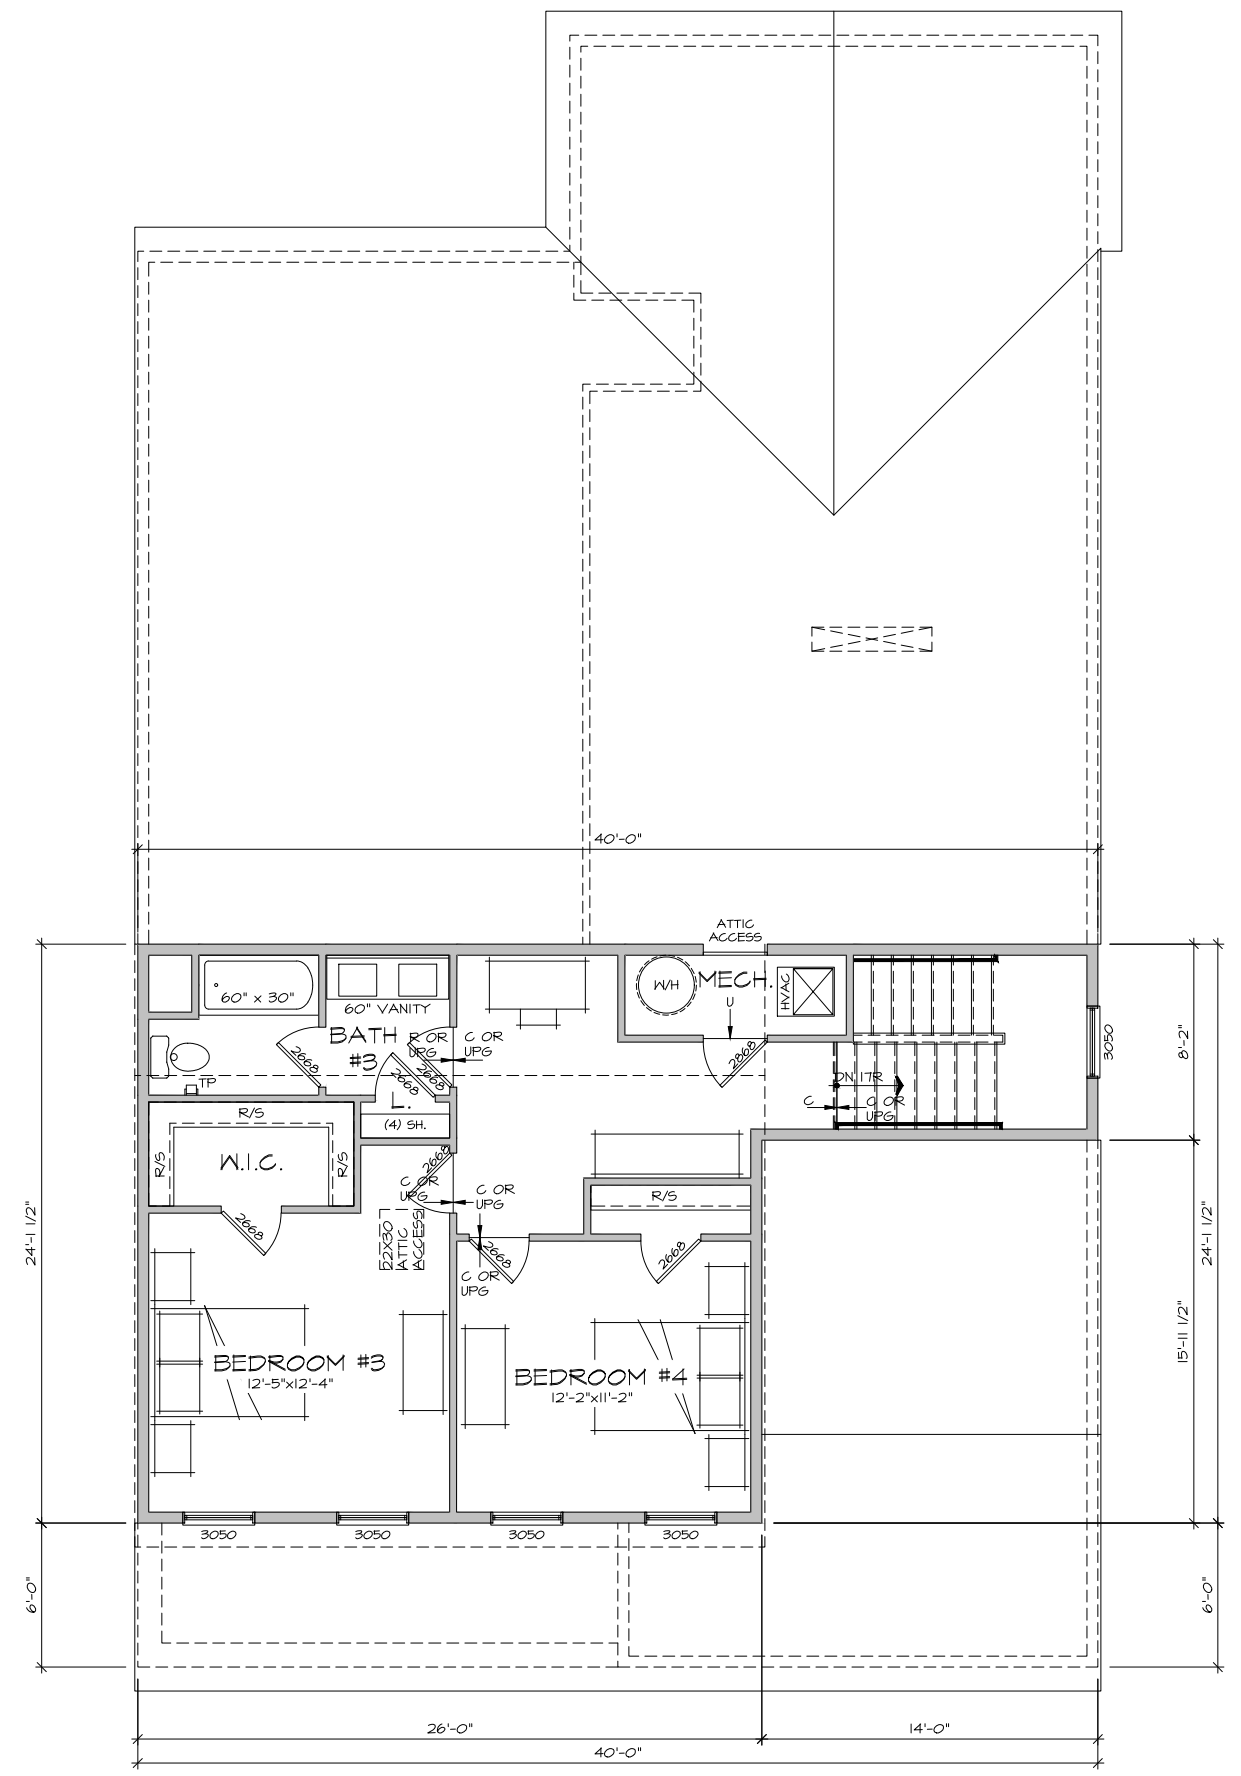 40'-0"
ATTIC
ACCESS
60" x 30"
60" VANITY
W/H
MECH.
HVAC
U
BATH
#3
R OR
UPG
C OR
UPG
2668
2668
2668
2868
3050
8'-2"
TP
DN 17R
C
C OR
UPG
L.
(4) SH.
R/S
R/S
R/S
W.I.C.
2668
C OR
UPG
C OR
UPG
R/S
2668
22X30
ATTIC
ACCESS
2668
2668
C OR
UPG
24'-1 1/2"
24'-1 1/2"
15'-11 1/2"
BEDROOM #3
12'-5"x12'-4"
BEDROOM #4
12'-2"x11'-2"
3050
3050
3050
3050
6'-0"
6'-0"
26'-0"
14'-0"
40'-0"